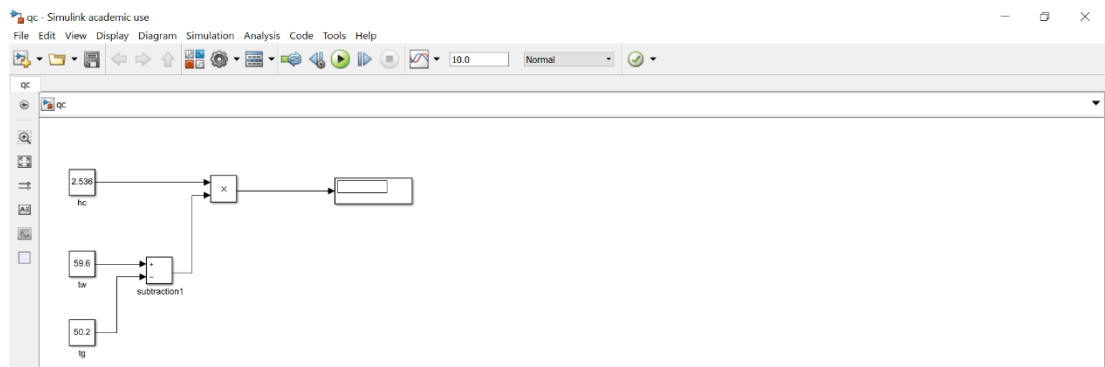 qc - Simulink academic use
File Edit View Display Diagram Simulation Analysis Code Tools Help
10.0 Normal
qc
qc
2.536
hc
×
59.6
tw
+
−
subtraction1
50.2
tg